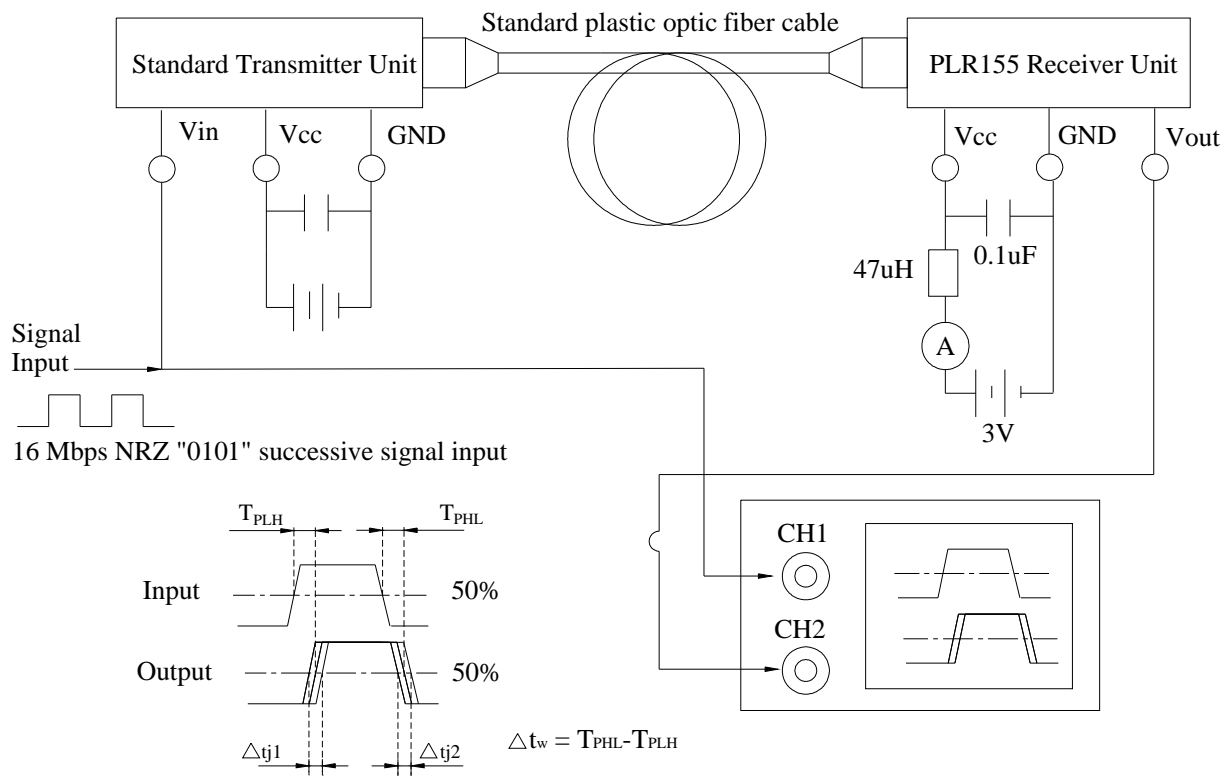 Standard plastic optic fiber cable
Standard Transmitter Unit
PLR155 Receiver Unit
Vin
Vcc
GND
Vcc
GND
Vout
47uH
0.1uF
A
3V
Signal
Input
16 Mbps NRZ "0101" successive signal input
TPLH
TPHL
Input
50%
Output
50%
△tj1
△tj2
△tw = TPHL-TPLH
CH1
CH2